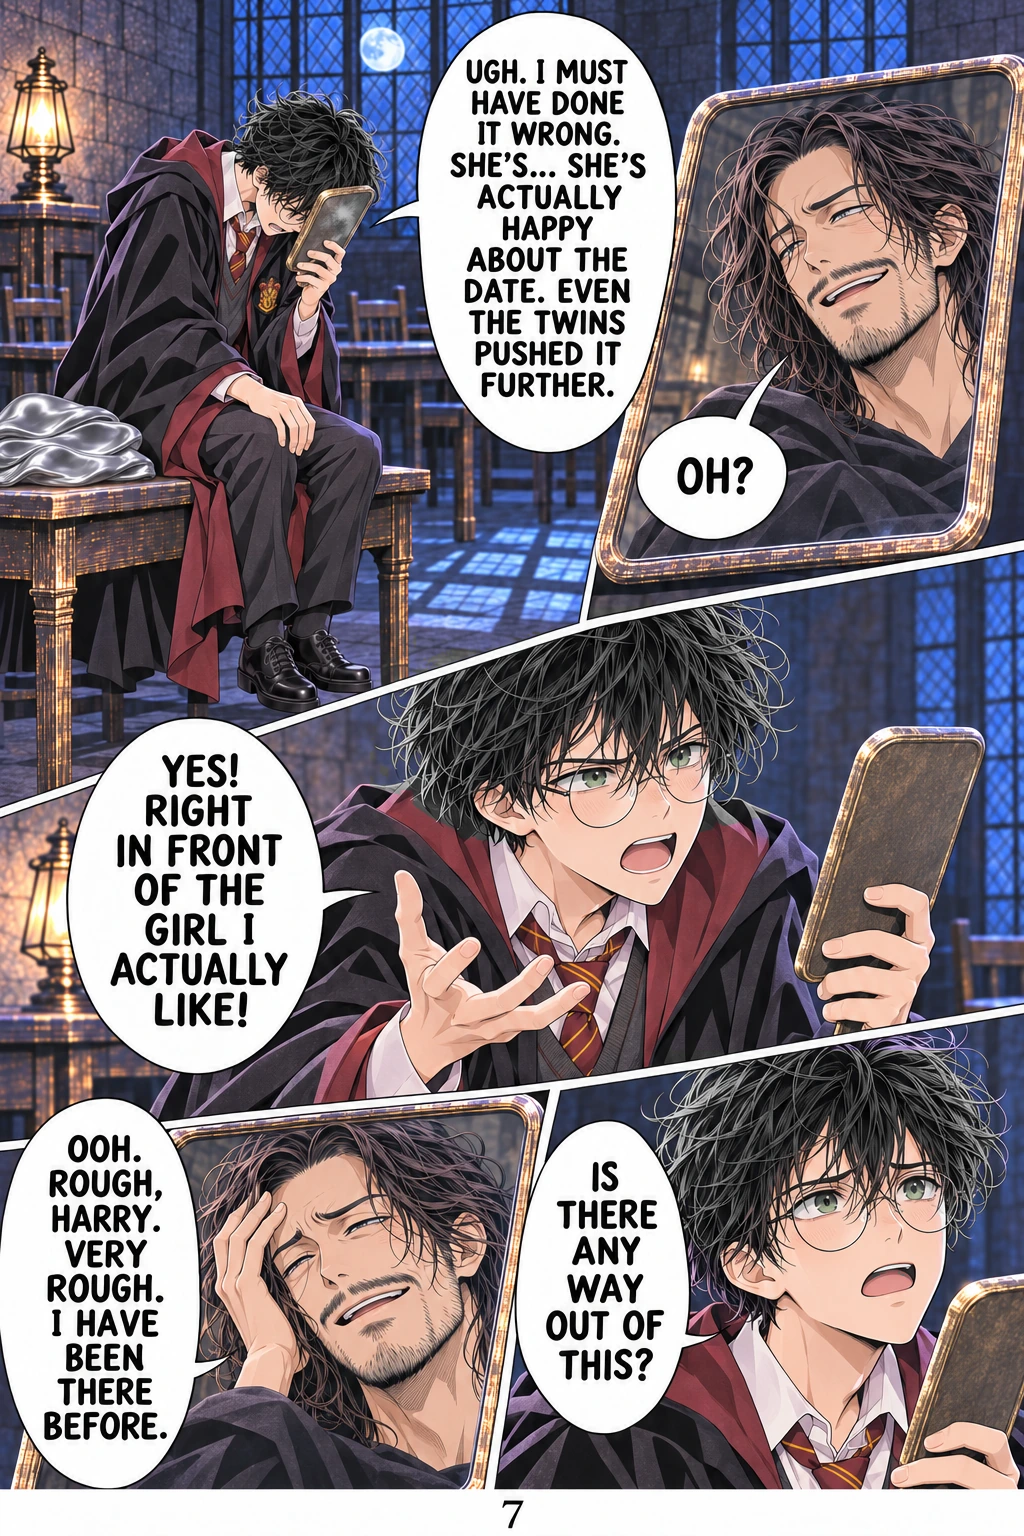 UGH. I MUST
HAVE DONE
IT WRONG.
SHE'S... SHE'S
ACTUALLY
HAPPY
ABOUT THE
DATE. EVEN
THE TWINS
PUSHED IT
FURTHER.
OH?
YES!
RIGHT
IN FRONT
OF THE
GIRL I
ACTUALLY
LIKE!
OOH.
ROUGH,
HARRY.
VERY
ROUGH.
I HAVE
BEEN
THERE
BEFORE.
IS
THERE
ANY
WAY
OUT OF
THIS?
7